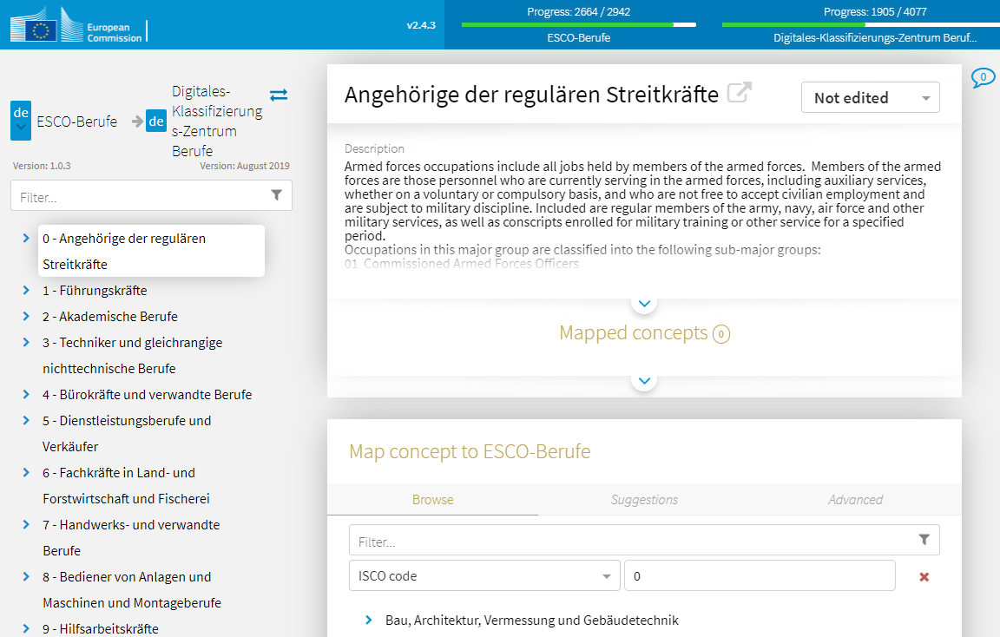 European
Commission
v2.4.3
Progress: 2664 / 2942
ESCO-Berufe
Progress: 1905 / 4077
Digitales-Klassifizierungs-Zentrum Beruf...
0
de
ESCO-Berufe
de
Digitales-
Klassifizierung
s-Zentrum
Berufe
Version: 1.0.3
Version: August 2019
Filter...
0 - Angehörige der regulären
Streitkräfte
1 - Führungskräfte
2 - Akademische Berufe
3 - Techniker und gleichrangige
nichttechnische Berufe
4 - Bürokräfte und verwandte Berufe
5 - Dienstleistungsberufe und
Verkäufer
6 - Fachkräfte in Land- und
Forstwirtschaft und Fischerei
7 - Handwerks- und verwandte
Berufe
8 - Bediener von Anlagen und
Maschinen und Montageberufe
9 - Hilfsarbeitskräfte
Angehörige der regulären Streitkräfte
Not edited
Description
Armed forces occupations include all jobs held by members of the armed forces.  Members of the armed
forces are those personnel who are currently serving in the armed forces, including auxiliary services,
whether on a voluntary or compulsory basis, and who are not free to accept civilian employment and
are subject to military discipline. Included are regular members of the army, navy, air force and other
military services, as well as conscripts enrolled for military training or other service for a specified
period.
Occupations in this major group are classified into the following sub-major groups:
01  Commissioned Armed Forces Officers
Mapped concepts 0
Map concept to ESCO-Berufe
Browse
Suggestions
Advanced
Filter...
ISCO code
0
Bau, Architektur, Vermessung und Gebäudetechnik